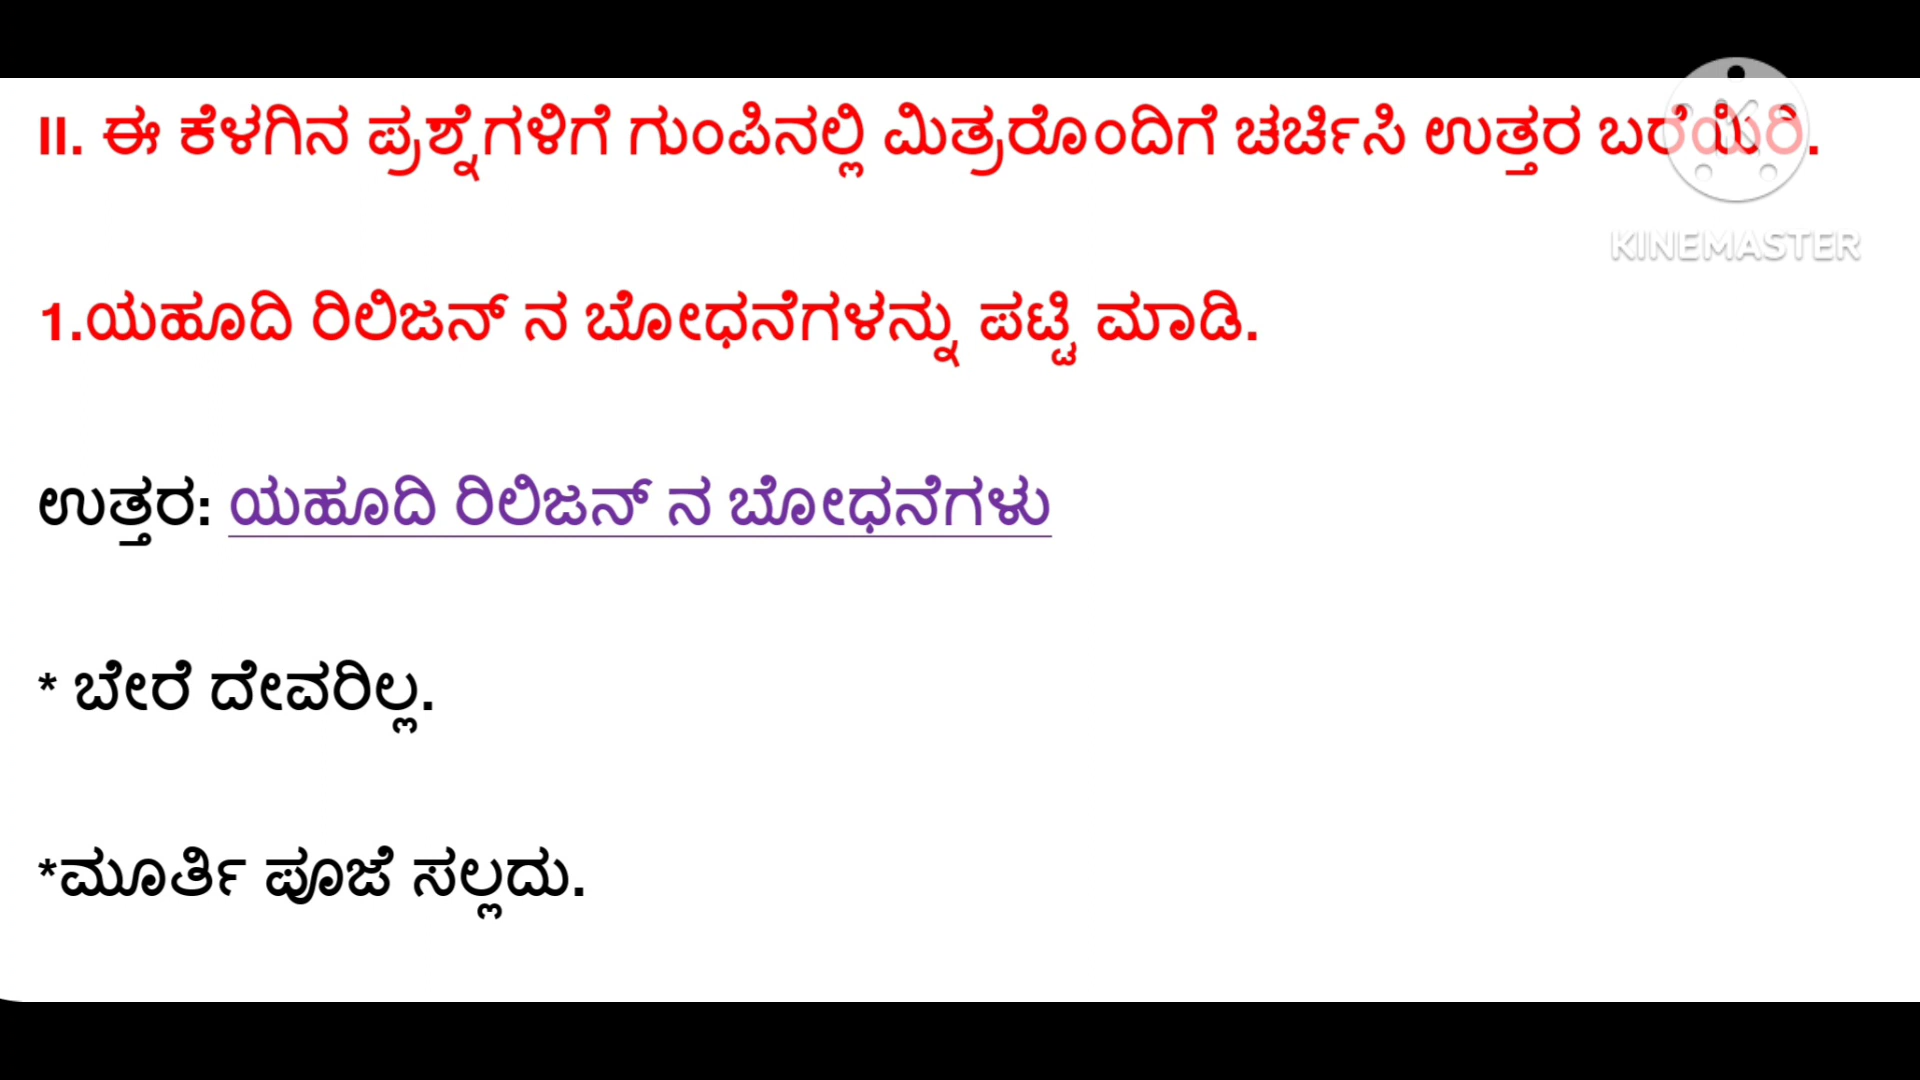 II. ಈ ಕೆಳಗಿನ ಪ್ರಶ್ನೆಗಳಿಗೆ ಗುಂಪಿನಲ್ಲಿ ಮಿತ್ರರೊಂದಿಗೆ ಚರ್ಚಿಸಿ ಉತ್ತರ ಬರೆಯಿರಿ.
KINEMASTER
1.ಯಹೂದಿ ರಿಲಿಜನ್ ನ ಬೋಧನೆಗಳನ್ನು ಪಟ್ಟಿ ಮಾಡಿ.
ಉತ್ತರ: ಯಹೂದಿ ರಿಲಿಜನ್ ನ ಬೋಧನೆಗಳು
* ಬೇರೆ ದೇವರಿಲ್ಲ.
*ಮೂರ್ತಿ ಪೂಜೆ ಸಲ್ಲದು.